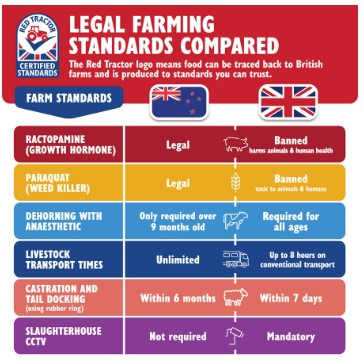 RED TRACTOR
CERTIFIED
STANDARDS
LEGAL FARMING
STANDARDS COMPARED
The Red Tractor logo means food can be traced back to British
farms and is produced to standards you can trust.
FARM STANDARDS
RACTOPAMINE
(GROWTH HORMONE)
Legal
Banned
harms animals & human health
PARAQUAT
(WEED KILLER)
Legal
Banned
toxic to animals & humans
DEHORNING WITH
ANAESTHETIC
Only required over
9 months old
Required for
all ages
LIVESTOCK
TRANSPORT TIMES
Unlimited
Up to 8 hours on
conventional transport
CASTRATION AND
TAIL DOCKING
(using rubber ring)
Within 6 months
Within 7 days
SLAUGHTERHOUSE
CCTV
Not required
Mandatory